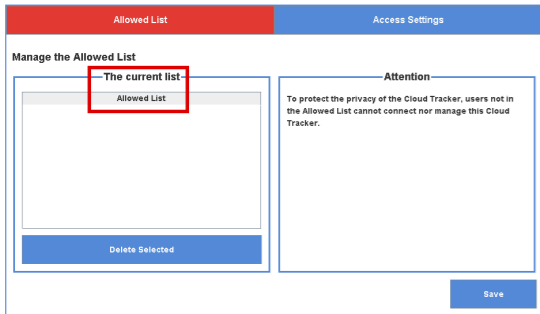 Allowed List
Access Settings
Manage the Allowed List
The current list
Allowed List
Delete Selected
Attention
To protect the privacy of the Cloud Tracker, users not in
the Allowed List cannot connect nor manage this Cloud
Tracker.
Save